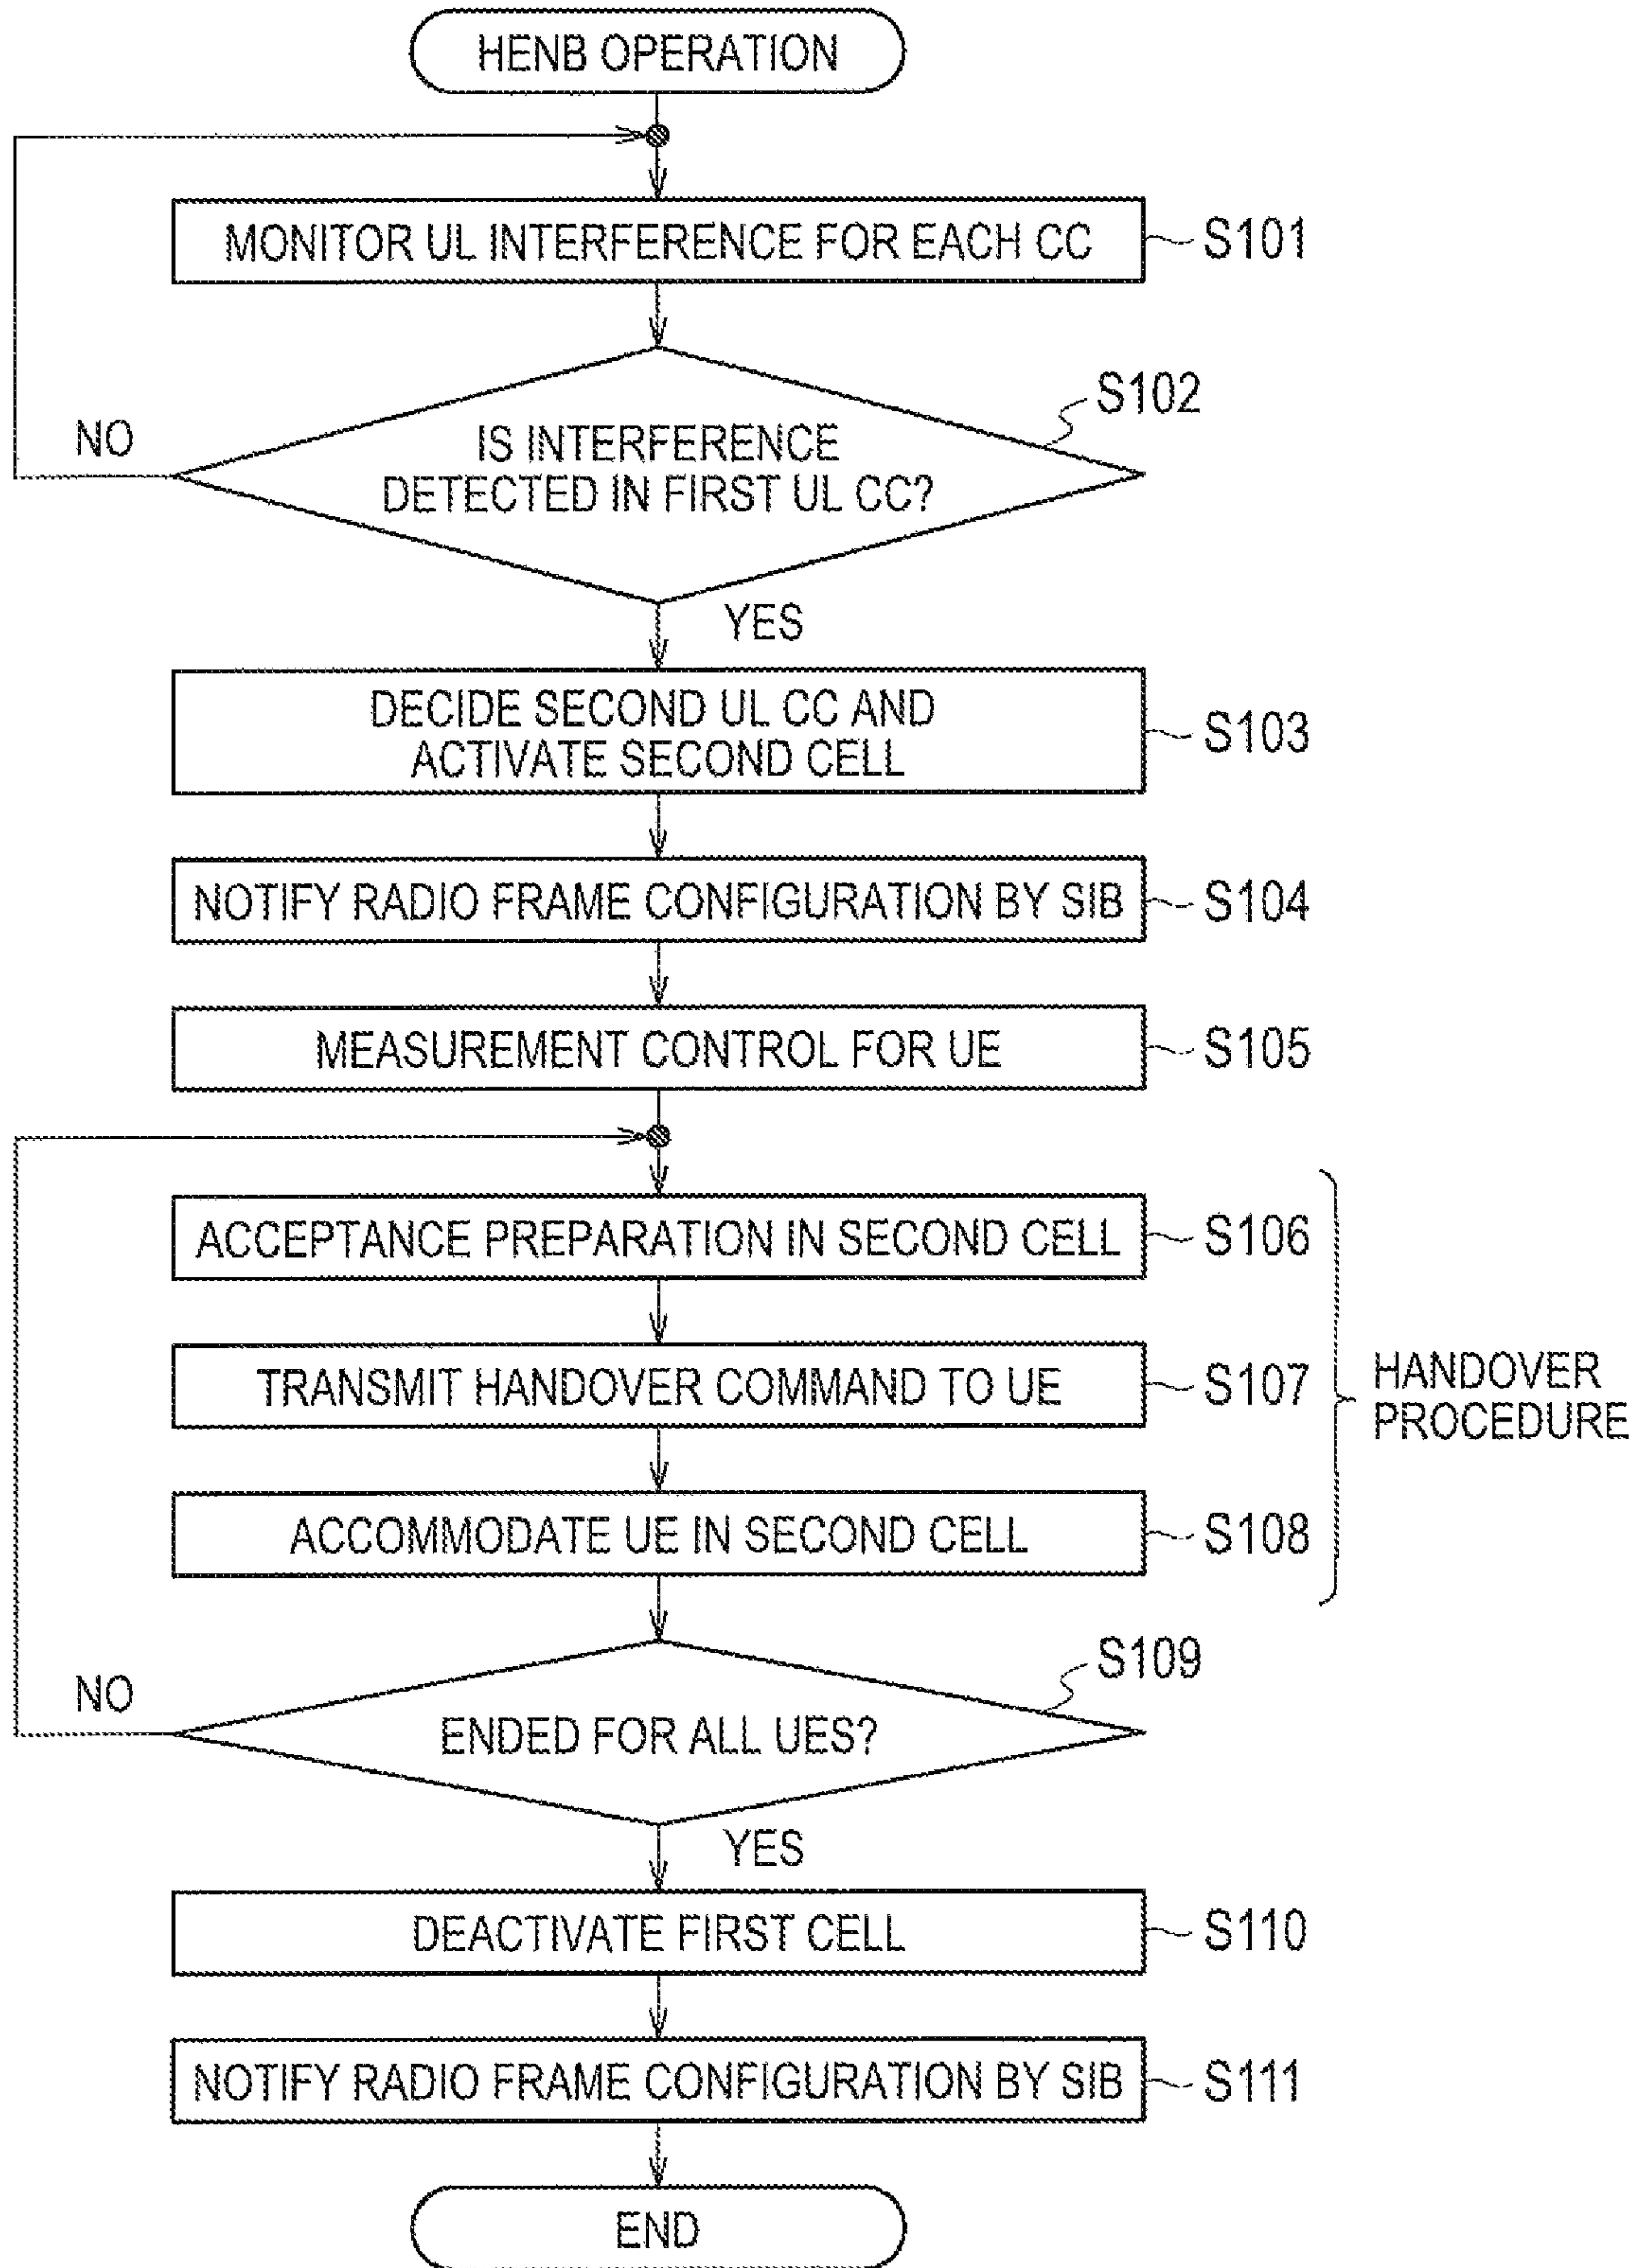 HENB OPERATION
MONITOR UL INTERFERENCE FOR EACH CC
S101
S102
NO
IS INTERFERENCE
DETECTED IN FIRST UL CC?
YES
DECIDE SECOND UL CC AND
ACTIVATE SECOND CELL
S103
NOTIFY RADIO FRAME CONFIGURATION BY SIB
S104
MEASUREMENT CONTROL FOR UE
S105
ACCEPTANCE PREPARATION IN SECOND CELL
S106
TRANSMIT HANDOVER COMMAND TO UE
S107
HANDOVER
PROCEDURE
ACCOMMODATE UE IN SECOND CELL
S108
S109
NO
ENDED FOR ALL UES?
YES
DEACTIVATE FIRST CELL
S110
NOTIFY RADIO FRAME CONFIGURATION BY SIB
S111
END